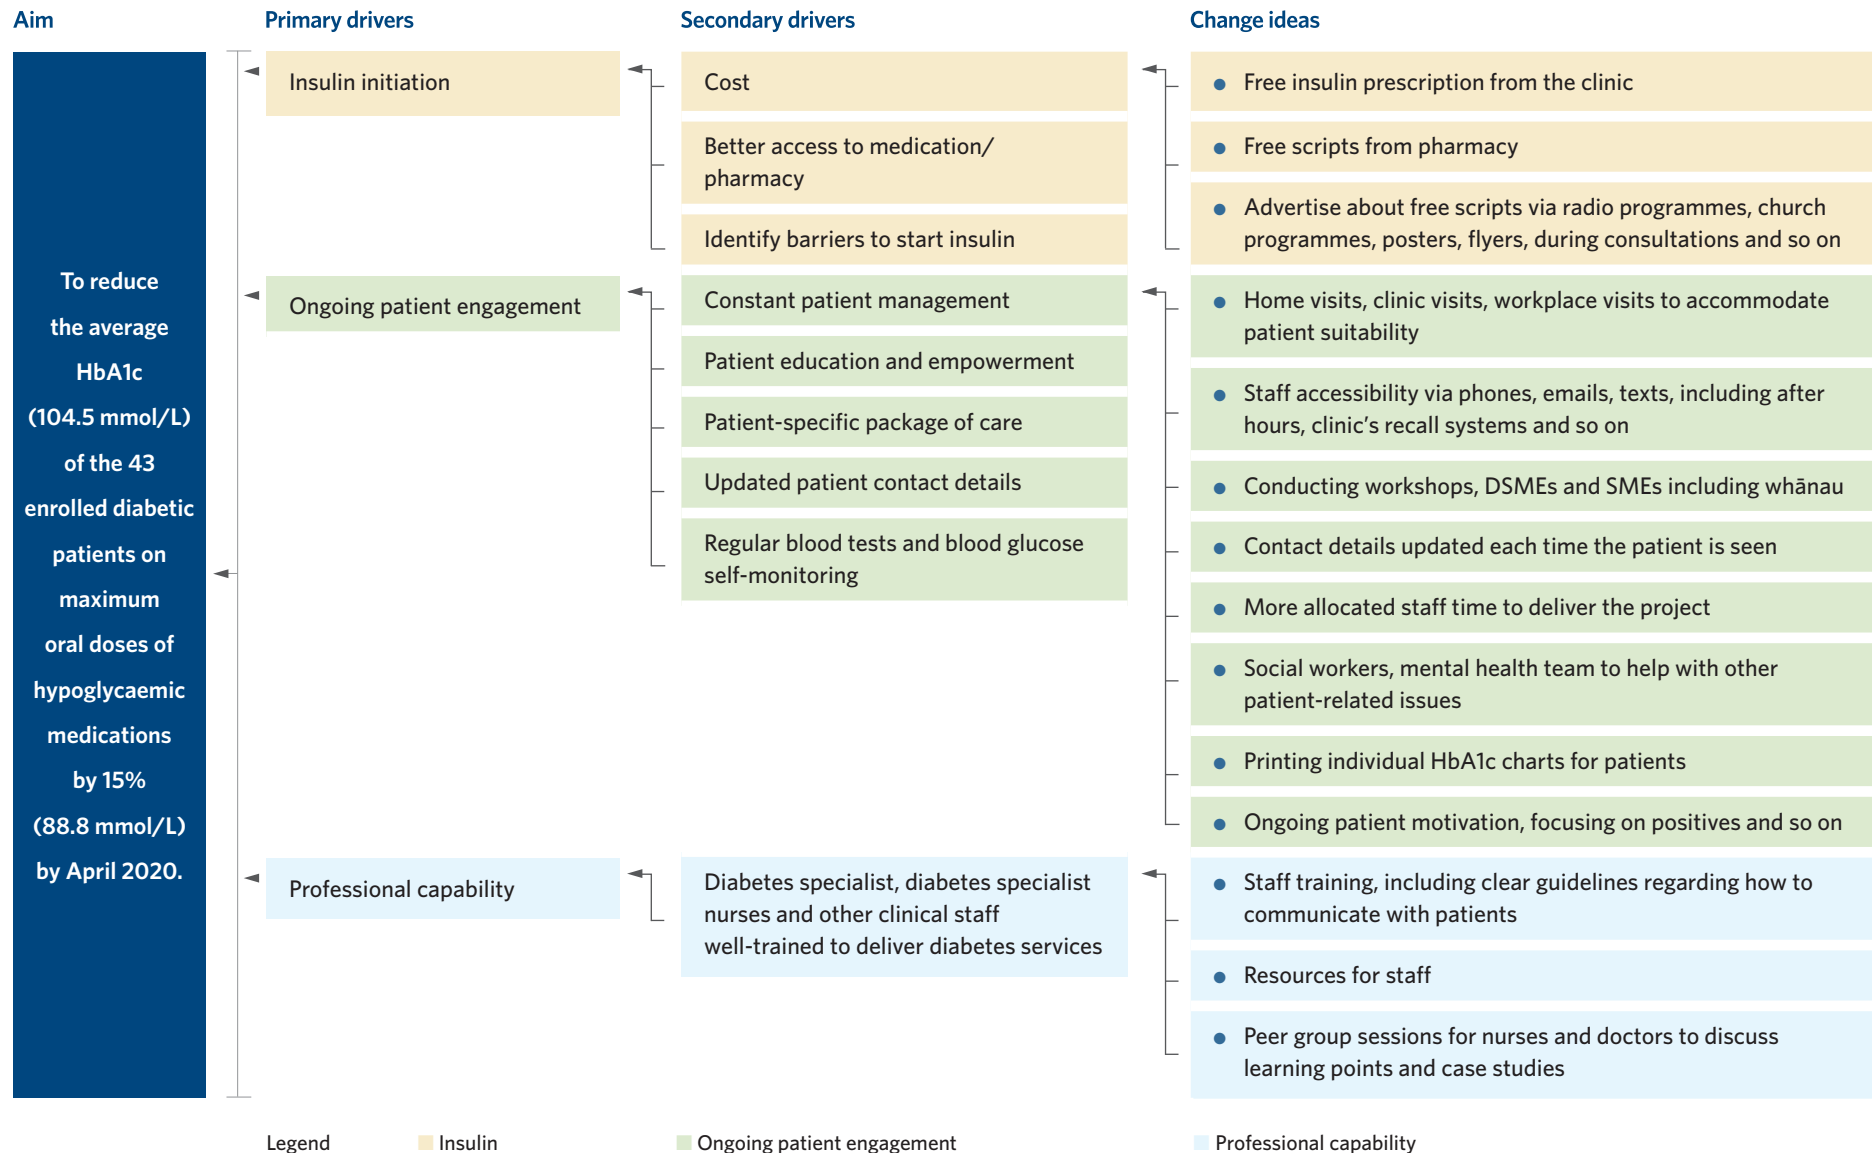 Aim
Primary drivers
Secondary drivers
Change ideas
To reduce
the average
HbA1c
(104.5 mmol/L)
of the 43
enrolled diabetic
patients on
maximum
oral doses of
hypoglycaemic
medications
by 15%
(88.8 mmol/L)
by April 2020.
Insulin initiation
Cost
Better access to medication/
pharmacy
Identify barriers to start insulin
● Free insulin prescription from the clinic
● Free scripts from pharmacy
● Advertise about free scripts via radio programmes, church
programmes, posters, flyers, during consultations and so on
Ongoing patient engagement
Constant patient management
Patient education and empowerment
Patient-specific package of care
Updated patient contact details
Regular blood tests and blood glucose
self-monitoring
● Home visits, clinic visits, workplace visits to accommodate
patient suitability
● Staff accessibility via phones, emails, texts, including after
hours, clinic's recall systems and so on
● Conducting workshops, DSMEs and SMEs including whānau
● Contact details updated each time the patient is seen
● More allocated staff time to deliver the project
● Social workers, mental health team to help with other
patient-related issues
● Printing individual HbA1c charts for patients
● Ongoing patient motivation, focusing on positives and so on
Professional capability
Diabetes specialist, diabetes specialist
nurses and other clinical staff
well-trained to deliver diabetes services
● Staff training, including clear guidelines regarding how to
communicate with patients
● Resources for staff
● Peer group sessions for nurses and doctors to discuss
learning points and case studies
Legend
Insulin
Ongoing patient engagement
Professional capability